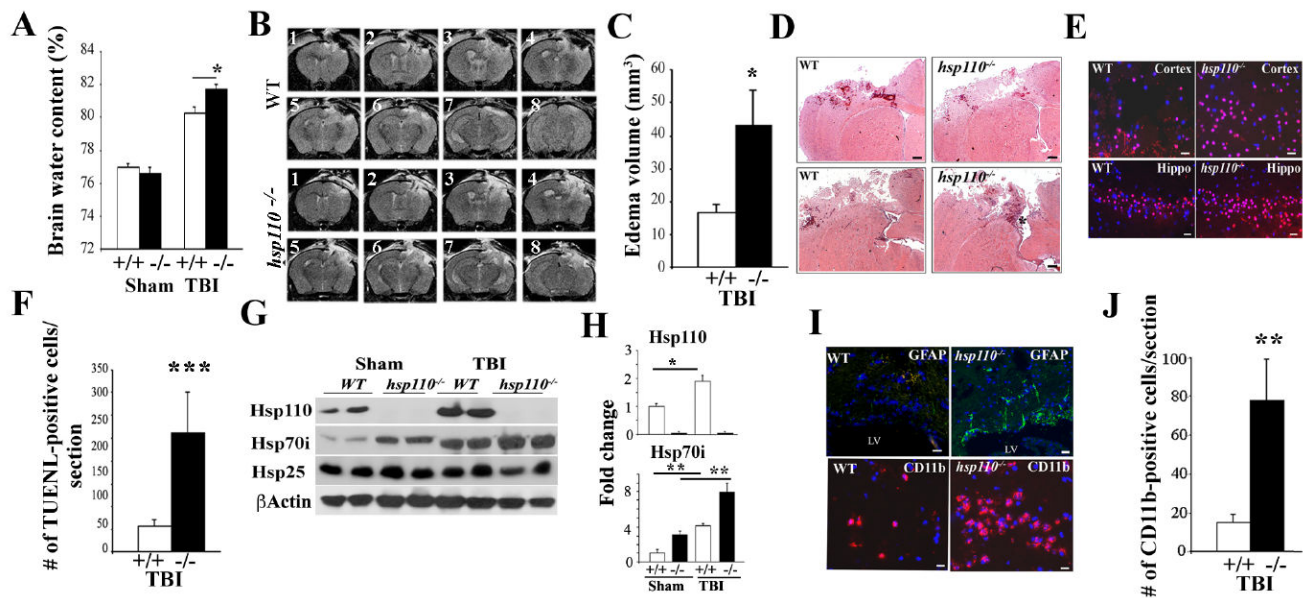 A
Brain water content (%)
84
82
80
78
76
74
72
*
+/+ -/- +/+ -/-
Sham TBI
B
WT
1 2 3 4
5 6 7 8
hsp110 -/-
1 2 3 4
5 6 7 8
C
Edema volume (mm³)
60
50
40
30
20
10
0
*
+/+ -/-
TBI
D
WT hsp110-/-
WT hsp110-/-
*
E
WT Cortex hsp110-/- Cortex
WT Hippo hsp110-/- Hippo
F
# of TUENL-positive cells/
section
350
300
250
200
150
100
50
0
***
+/+ -/-
TBI
G
Sham TBI
WT hsp110-/- WT hsp110-/-
Hsp110
Hsp70i
Hsp25
βActin
H
Hsp110
Fold change
3
2
1
0
*
Hsp70i
8
4
0
** **
+/+ -/- +/+ -/-
Sham TBI
I
WT GFAP hsp110-/- GFAP
LV LV
WT CD11b hsp110-/- CD11b
J
# of CD11b-positive cells/section
100
80
60
40
20
0
**
+/+ -/-
TBI